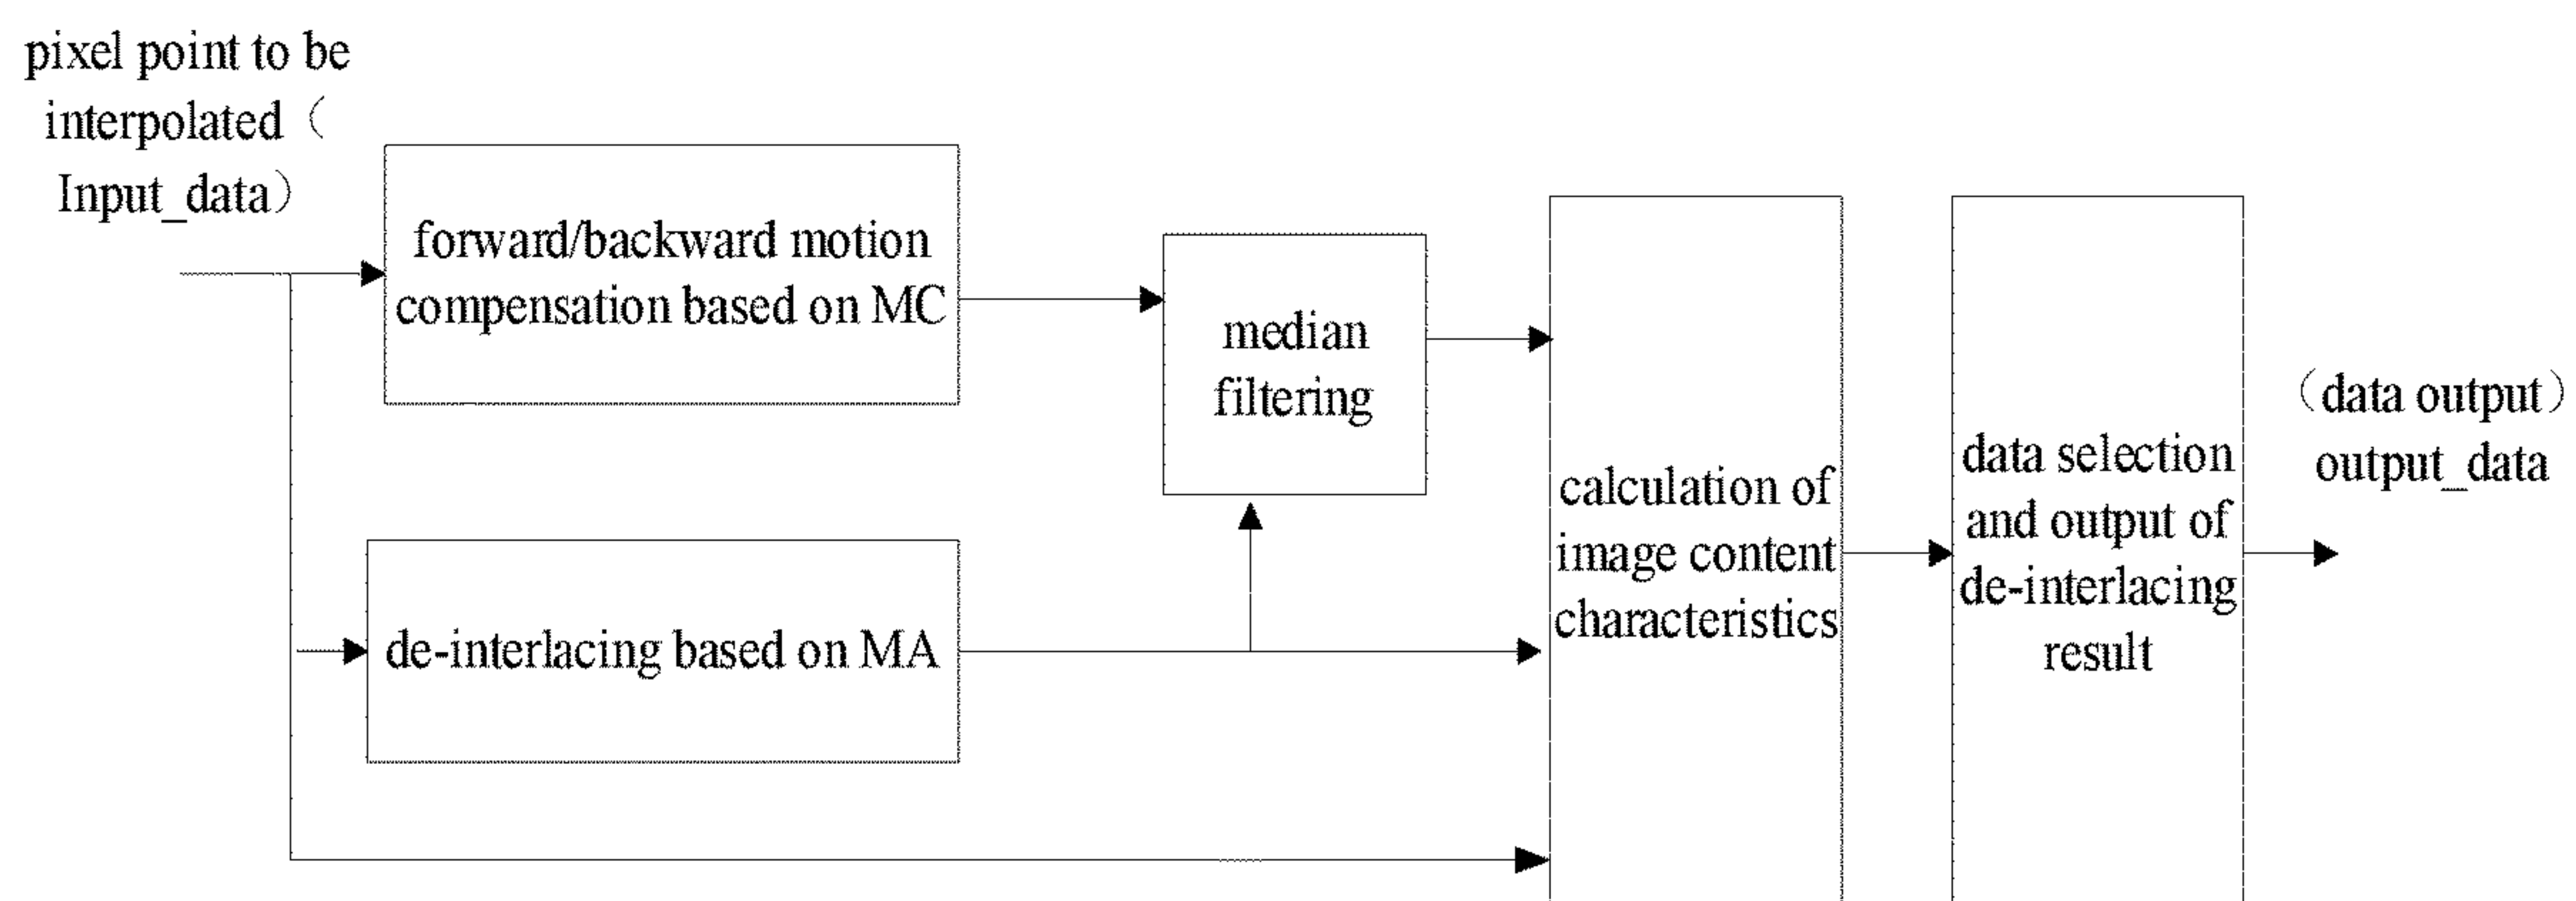 pixel point to be
interpolated（
Input_data）
forward/backward motion
compensation based on MC
median
filtering
de-interlacing based on MA
calculation of
image content
characteristics
data selection
and output of
de-interlacing
result
（data output）
output_data